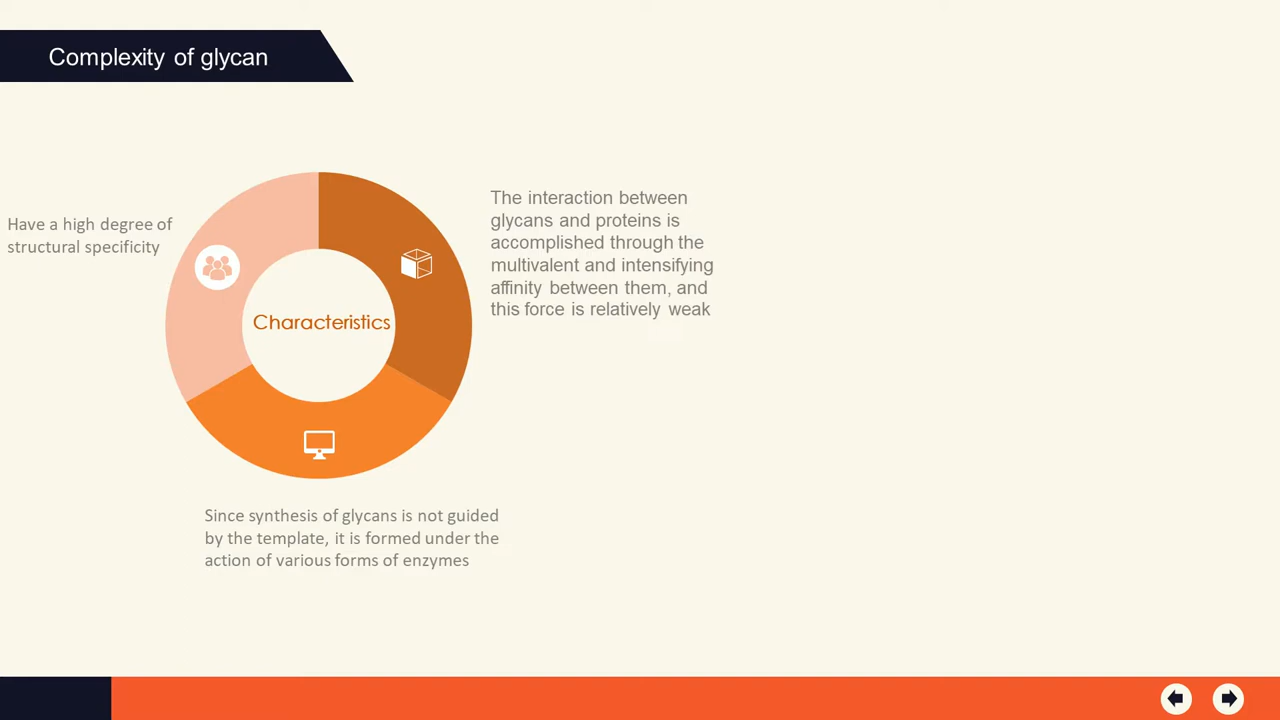 Complexity of glycan
Have a high degree of
structural specificity
Characteristics
The interaction between
glycans and proteins is
accomplished through the
multivalent and intensifying
affinity between them, and
this force is relatively weak
Since synthesis of glycans is not guided
by the template, it is formed under the
action of various forms of enzymes